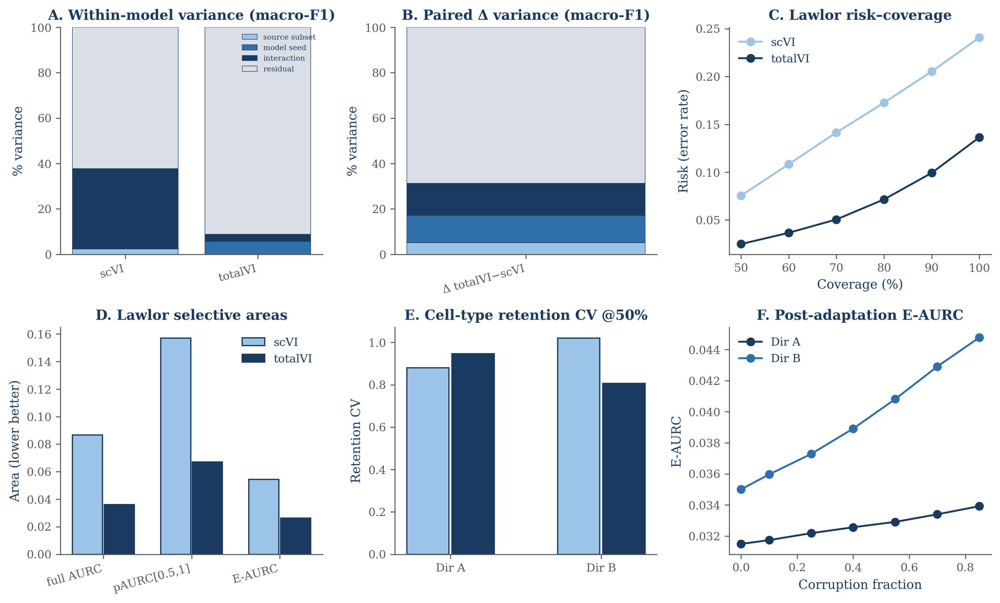 A. Within-model variance (macro-F1)
% variance
100
80
60
40
20
0
source subset
model seed
interaction
residual
scVI
totalVI
B. Paired Δ variance (macro-F1)
% variance
100
80
60
40
20
0
Δ totalVI−scVI
C. Lawlor risk–coverage
Risk (error rate)
0.25
0.20
0.15
0.10
0.05
scVI
totalVI
50 60 70 80 90 100
Coverage (%)
D. Lawlor selective areas
Area (lower better)
0.16
0.14
0.12
0.10
0.08
0.06
0.04
0.02
0.00
scVI
totalVI
full AURC
pAURC[0.5,1]
E-AURC
E. Cell-type retention CV @50%
Retention CV
1.0
0.8
0.6
0.4
0.2
0.0
Dir A
Dir B
F. Post-adaptation E-AURC
E-AURC
0.044
0.042
0.040
0.038
0.036
0.034
0.032
Dir A
Dir B
0.0 0.2 0.4 0.6 0.8
Corruption fraction